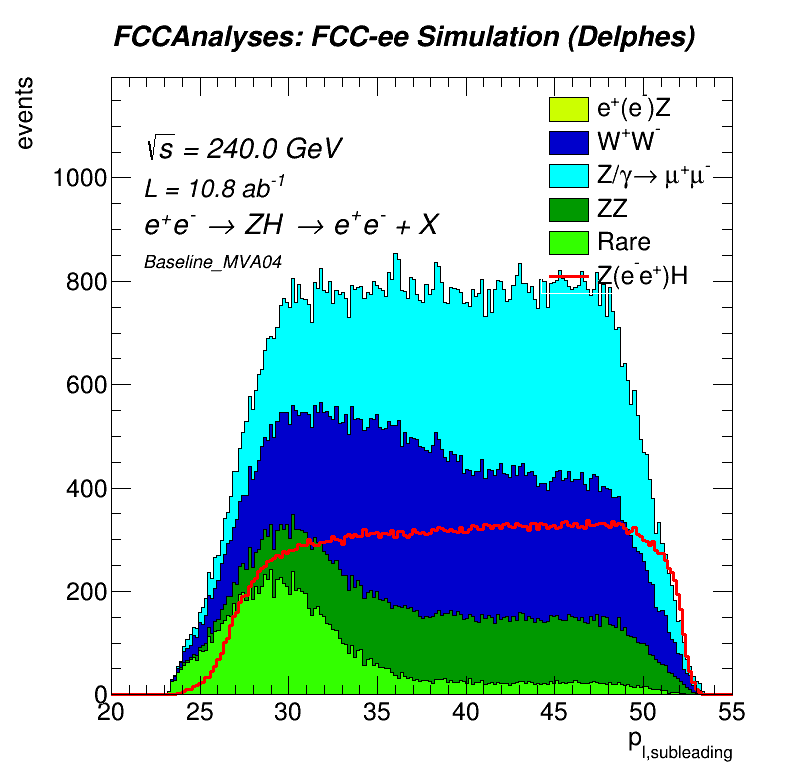 FCCAnalyses: FCC-ee Simulation (Delphes)
events
√s = 240.0 GeV
L = 10.8 ab⁻¹
e⁺e⁻ → ZH → e⁺e⁻ + X
Baseline_MVA04
e⁺(e⁻)Z
W⁺W⁻
Z/γ→ μ⁺μ⁻
ZZ
Rare
Z(e⁻e⁺)H
1000
800
600
400
200
0
20 25 30 35 40 45 50 55
p_l,subleading